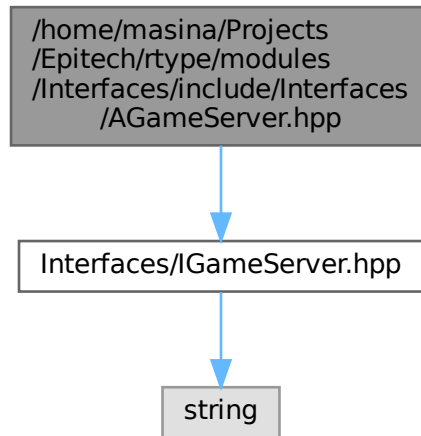 /home/masina/Projects
/Epitech/rtype/modules
/Interfaces/include/Interfaces
/AGameServer.hpp
Interfaces/IGameServer.hpp
string